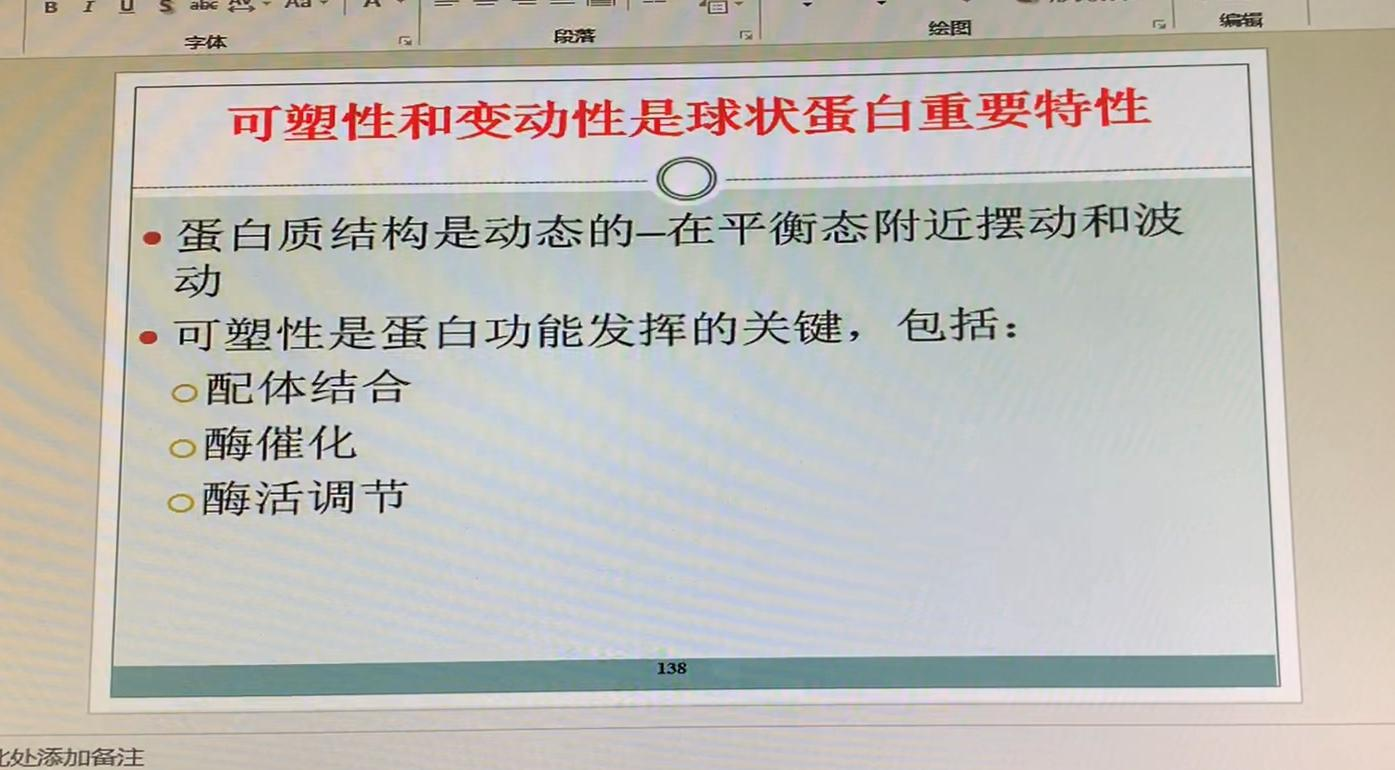 B I U S abc AV Aa A
字体
段落
绘图
编辑
可塑性和变动性是球状蛋白重要特性
蛋白质结构是动态的–在平衡态附近摆动和波
动
可塑性是蛋白功能发挥的关键，包括：
配体结合
酶催化
酶活调节
138
此处添加备注